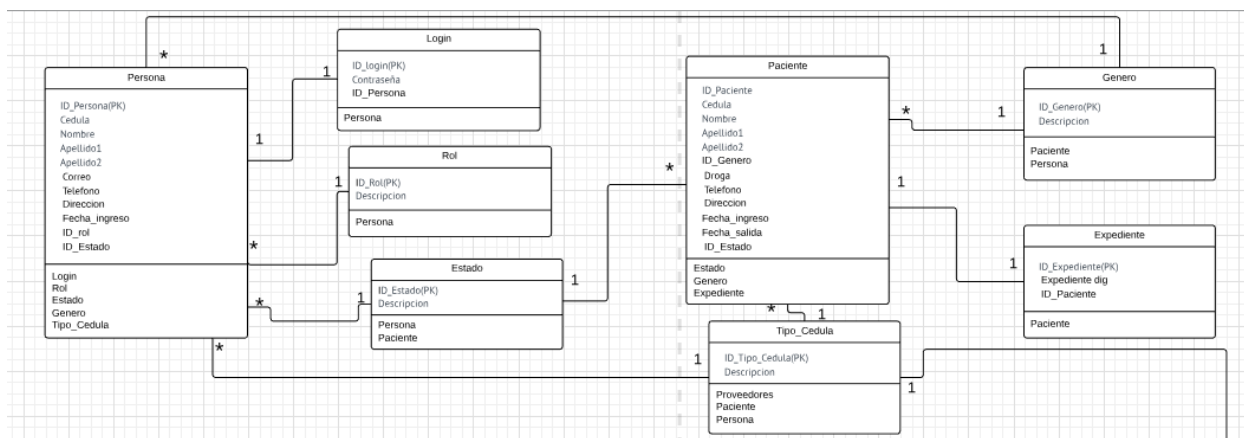 Persona
ID_Persona(PK)
Cedula
Nombre
Apellido1
Apellido2
Correo
Telefono
Direccion
Fecha_ingreso
ID_rol
ID_Estado
Login
Rol
Estado
Genero
Tipo_Cedula
*
1
*
*
*
Login
ID_login(PK)
Contraseña
ID_Persona
Persona
1
Rol
ID_Rol(PK)
Descripcion
Persona
1
Estado
ID_Estado(PK)
Descripcion
Persona
Paciente
1
1
Paciente
ID_Paciente
Cedula
Nombre
Apellido1
Apellido2
ID_Genero
Droga
Telefono
Direccion
Fecha_ingreso
Fecha_salida
ID_Estado
Estado
Genero
Expediente
*
*
1
*
Tipo_Cedula
ID_Tipo_Cedula(PK)
Descripcion
Proveedores
Paciente
Persona
1
1
1
Genero
ID_Genero(PK)
Descripcion
Paciente
Persona
1
1
Expediente
ID_Expediente(PK)
Expediente dig
ID_Paciente
Paciente
1